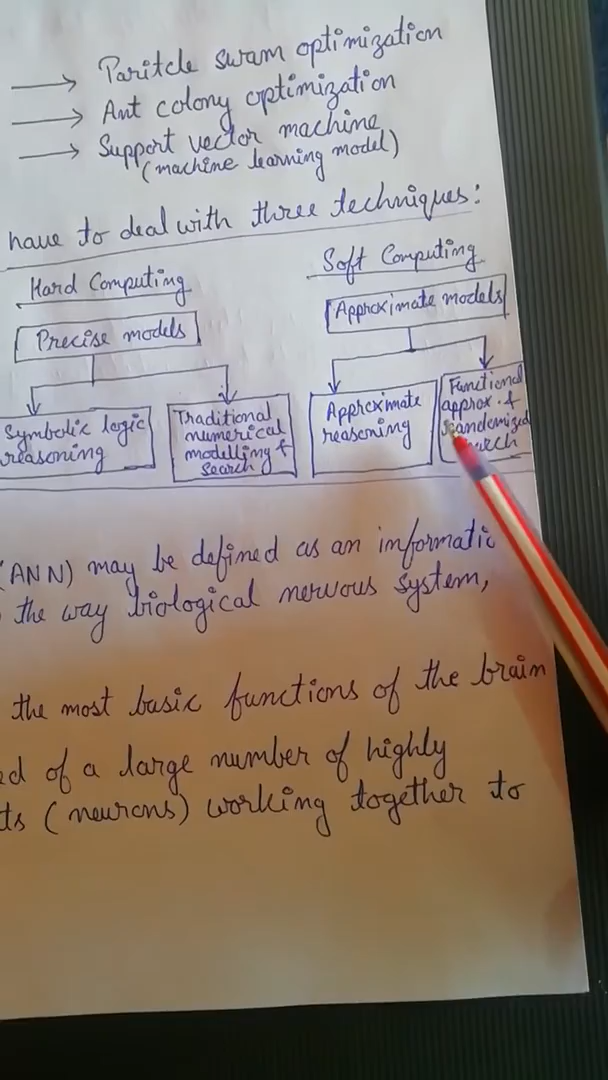 → Paritcle swam optimization
→ Ant colony optimization
→ Support vector machine
(machine learning model)
have to deal with three techniques:
Hard Computing
Precise models
Symbolic logic
reasoning
Traditional
numerical
modelling &
Search
Soft Computing
Approximate models
Approximate
reasoning
Functional
approx. &
randomized
(ANN) may be defined as an informatic
the way biological nervous system,
the most basic functions of the brain
ed of a large number of highly
ts (neurons) working together to